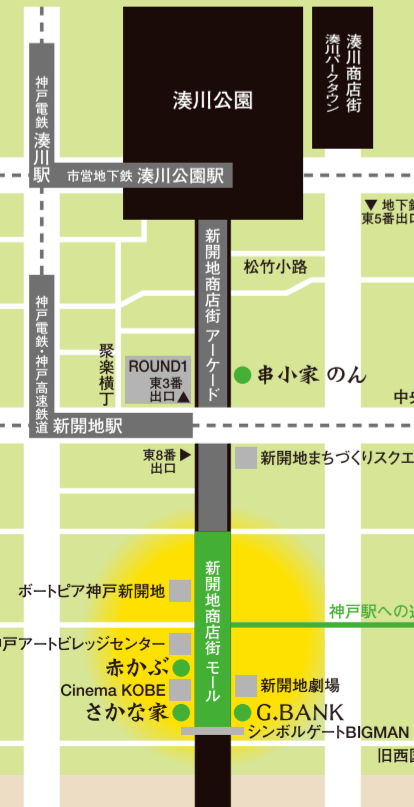 湊川公園
湊川商店街
湊川パークタウン
神戸電鉄 湊川駅
市営地下鉄 湊川公園駅
▼地下鉄
東5番出口
新開地商店街 アーケード
松竹小路
神戸電鉄・神戸高速鉄道
新開地駅
聚楽横丁
ROUND1
東3番
出口▲
串小家 のん
中央
東8番▶
出口
新開地まちづくりスクエ
新開地商店街 モール
ボートピア神戸新開地
神戸駅への
戸アートビレッジセンター
赤かぶ
Cinema KOBE
さかな家
新開地劇場
G.BANK
シンボルゲートBIGMAN
旧西国